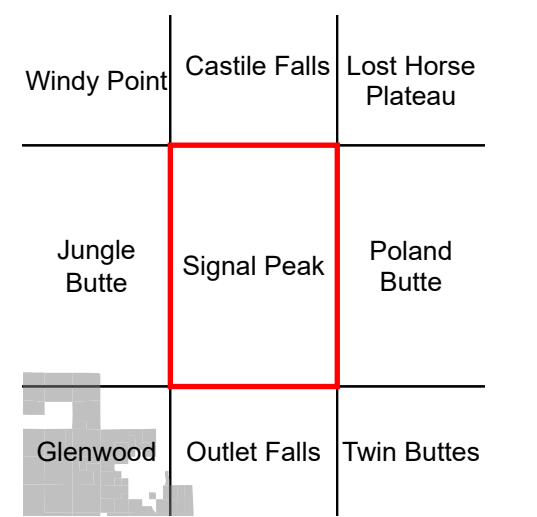 Windy Point
Castile Falls
Lost Horse
Plateau
Jungle
Butte
Signal Peak
Poland
Butte
Glenwood
Outlet Falls
Twin Buttes